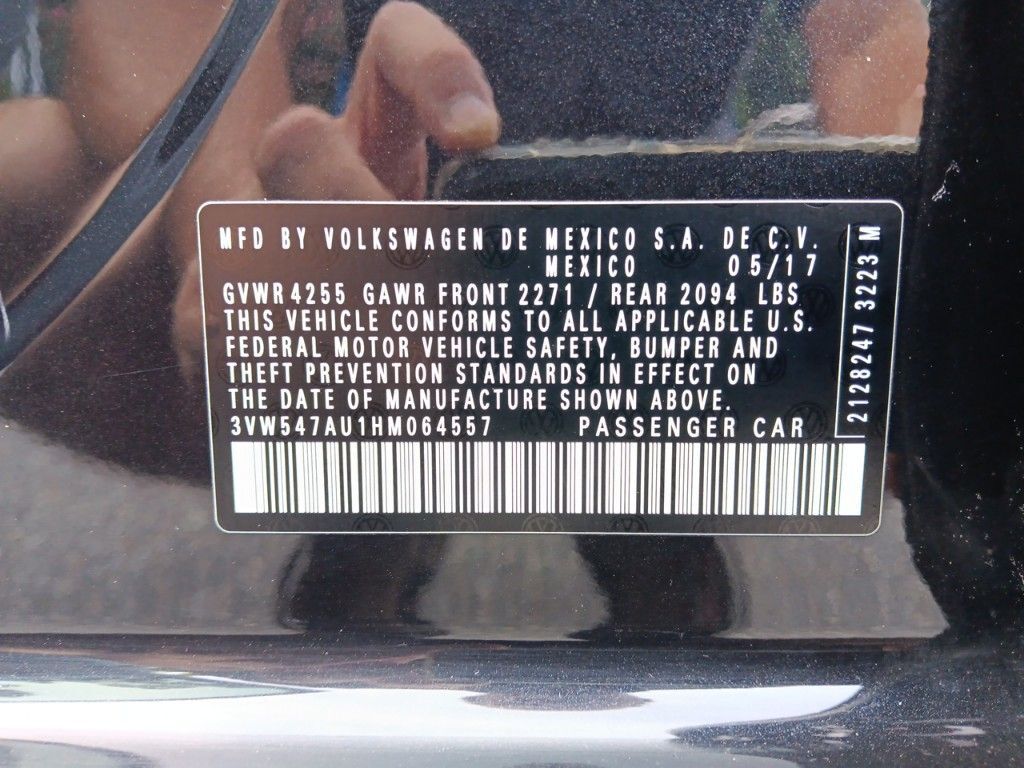 MFD BY VOLKSWAGEN DE MEXICO S.A. DE C.V.
MEXICO 05/17
GVWR 4255 GAWR FRONT 2271 / REAR 2094 LBS
THIS VEHICLE CONFORMS TO ALL APPLICABLE U.S.
FEDERAL MOTOR VEHICLE SAFETY, BUMPER AND
THEFT PREVENTION STANDARDS IN EFFECT ON
THE DATE OF MANUFACTURE SHOWN ABOVE.
3VW547AU1HM064557 PASSENGER CAR
2128247 3223 M